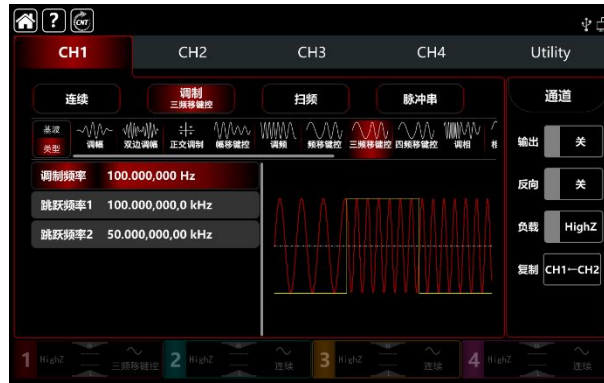 ? CNT
CH1 CH2 CH3 CH4 Utility
连续 调制 扫频 脉冲串 通道
三频移键控
基波
类型 调幅 双边调幅 正交调制 幅移键控 调频 频移键控 三频移键控 四频移键控 调相
输出 关
调制频率 100.000,000 Hz
反向 关
跳跃频率1 100.000,000,0 kHz
跳跃频率2 50.000,000,00 kHz
负载 HighZ
复制 CH1←CH2
1 HighZ 三频移键控 2 HighZ 连续 3 HighZ 连续 4 HighZ 连续